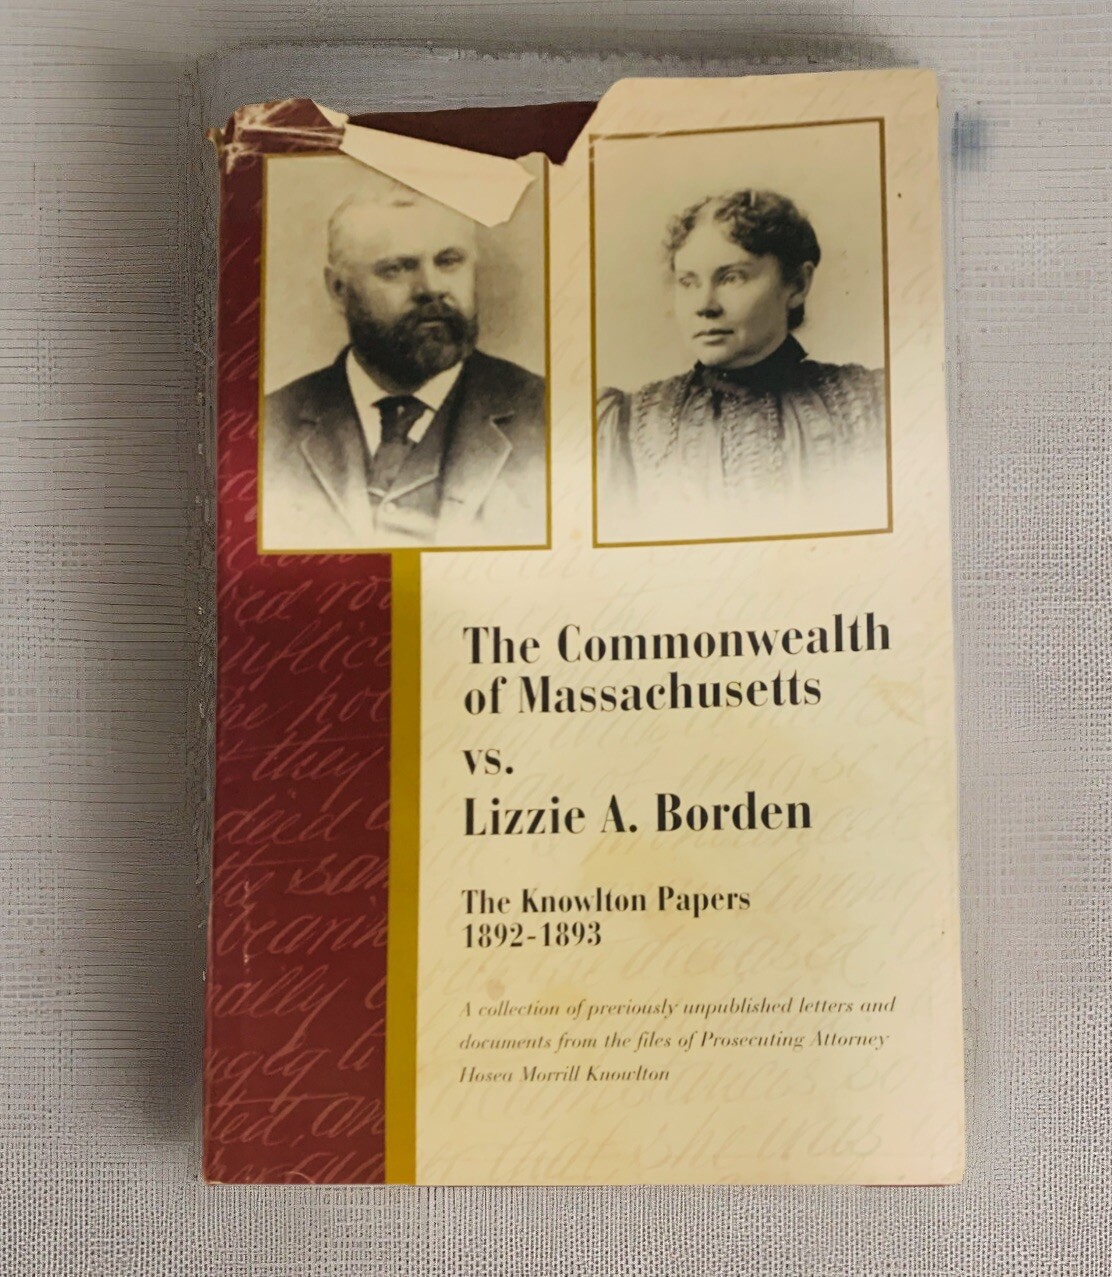 The Commonwealth
of Massachusetts
vs.
Lizzie A. Borden
The Knowlton Papers
1892-1893
A collection of previously unpublished letters and
documents from the files of Prosecuting Attorney
Hosea Morrill Knowlton